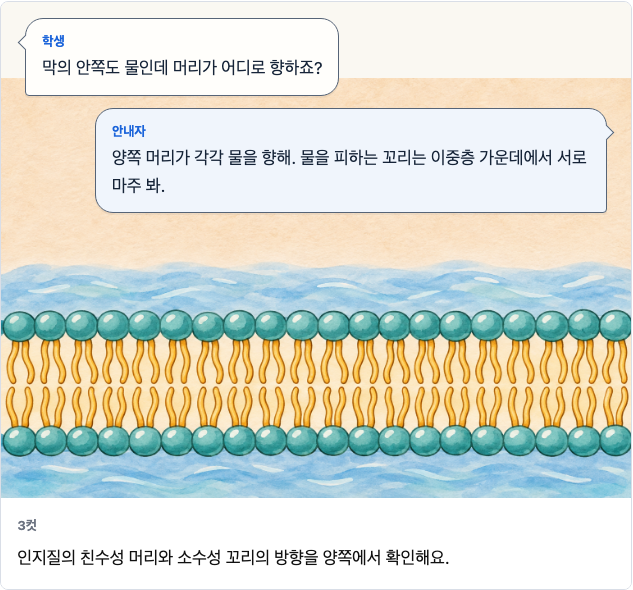 학생
막의 안쪽도 물인데 머리가 어디로 향하죠?
안내자
양쪽 머리가 각각 물을 향해. 물을 피하는 꼬리는 이중층 가운데에서 서로
마주 봐.
3컷
인지질의 친수성 머리와 소수성 꼬리의 방향을 양쪽에서 확인해요.